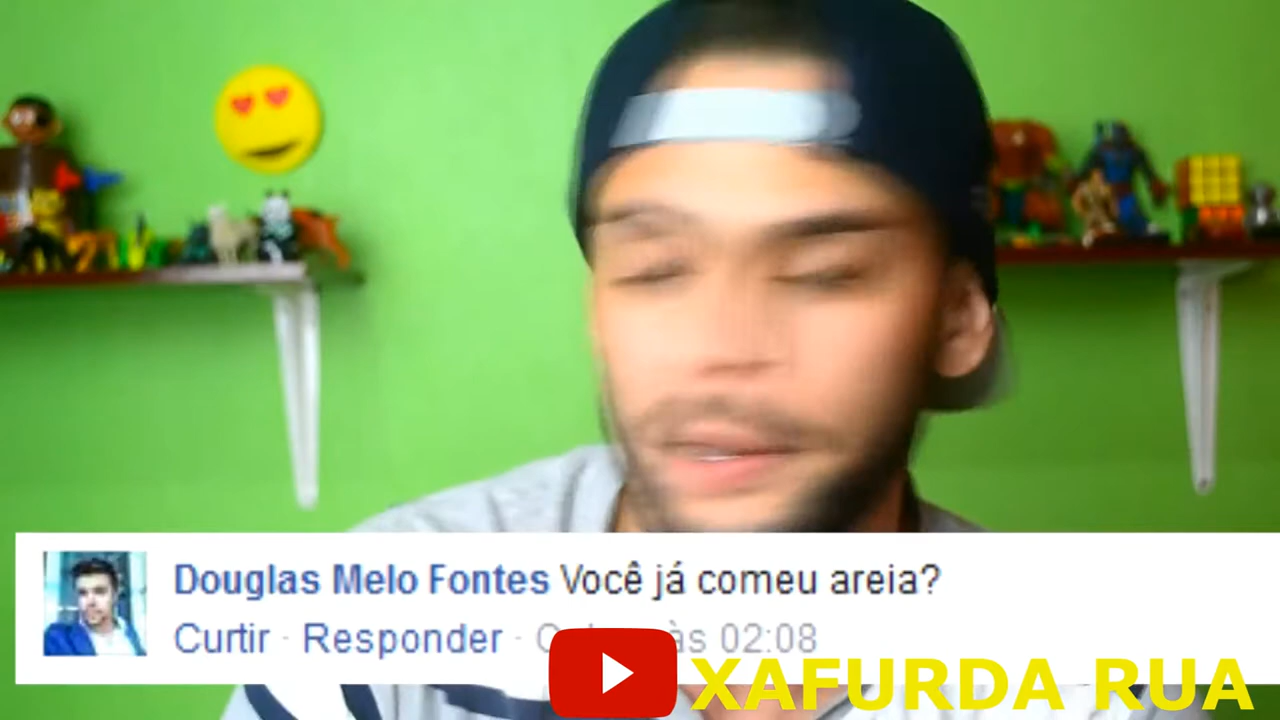 Douglas Melo Fontes Você já comeu areia?
Curtir · Responder · às 02:08
XAFURDA RUA